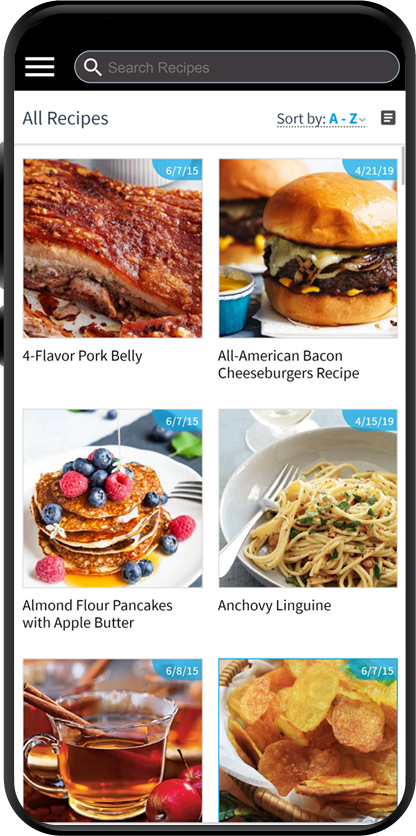 Search Recipes
All Recipes
Sort by: A - Z
6/7/15
4/21/19
4-Flavor Pork Belly
All-American Bacon
Cheeseburgers Recipe
6/7/15
4/15/19
Almond Flour Pancakes
with Apple Butter
Anchovy Linguine
6/8/15
6/7/15